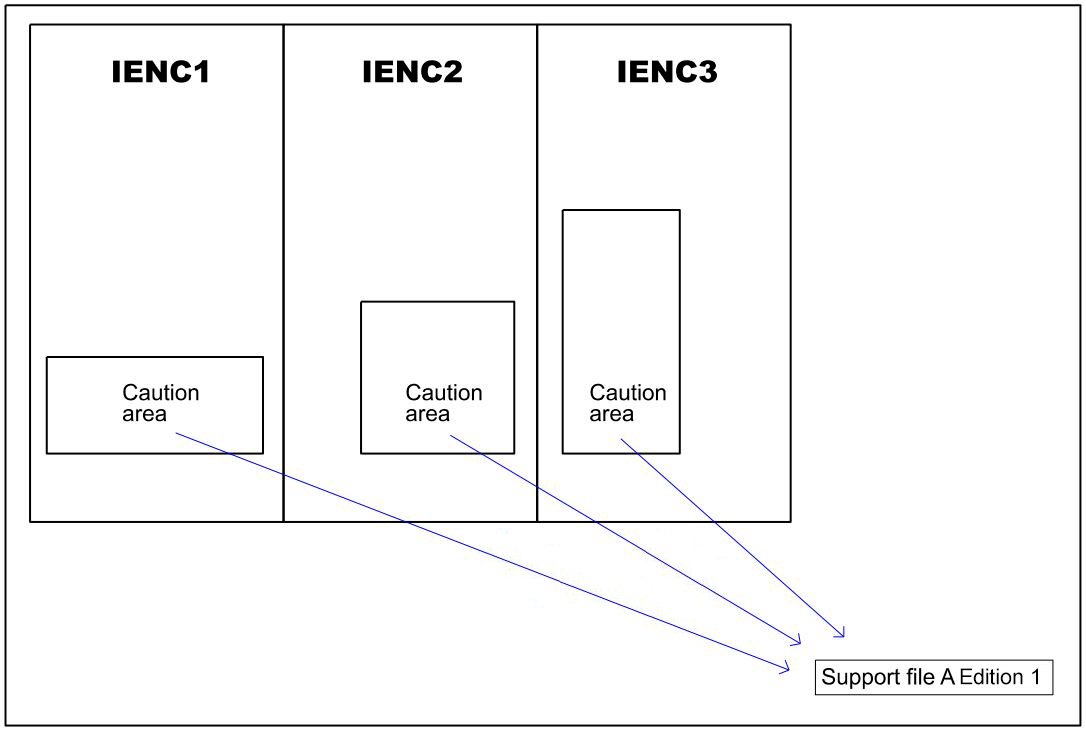 IENC1
IENC2
IENC3
Caution
area
Caution
area
Caution
area
Support file A Edition 1